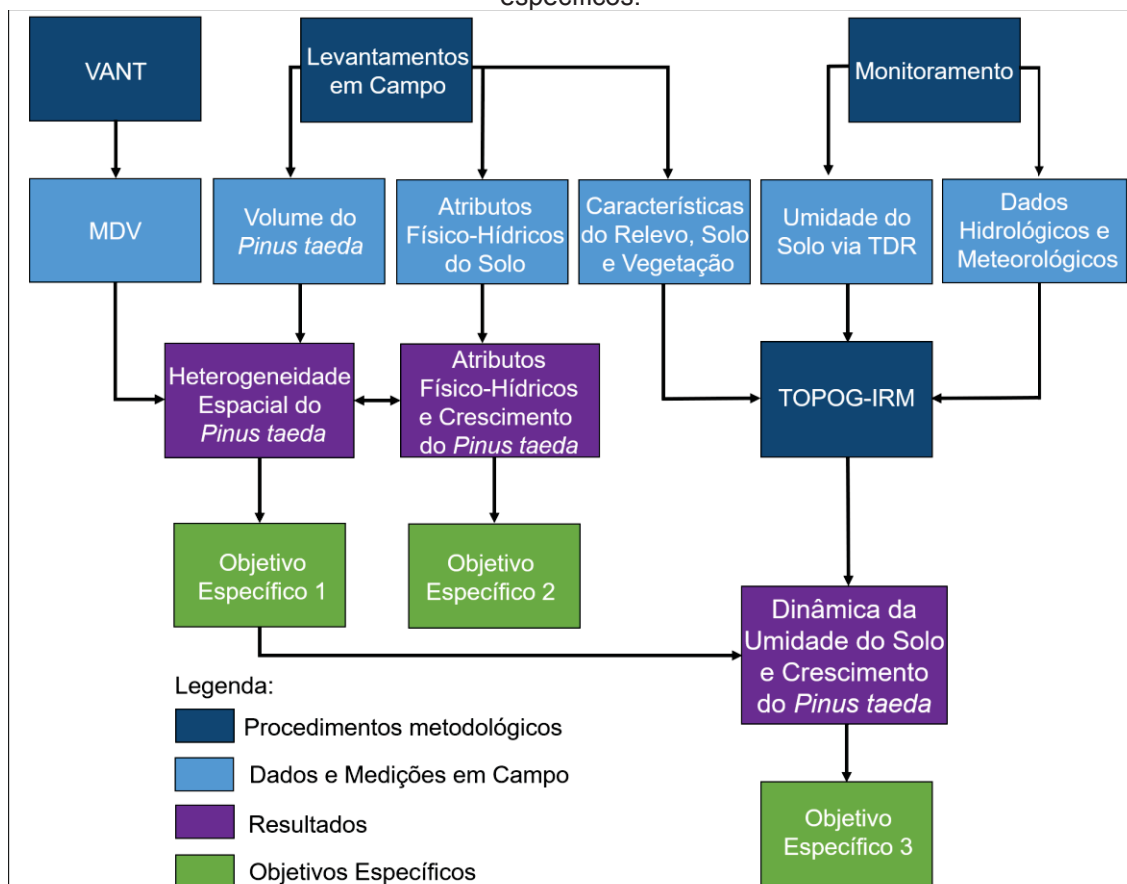 específicos.
VANT
Levantamentos
em Campo
Monitoramento
MDV
Volume do
Pinus taeda
Atributos
Físico-Hídricos
do Solo
Características
do Relevo, Solo
e Vegetação
Umidade do
Solo via TDR
Dados
Hidrológicos e
Meteorológicos
Heterogeneidade
Espacial do
Pinus taeda
Atributos
Físico-Hídricos
e Crescimento
do Pinus taeda
TOPOG-IRM
Objetivo
Específico 1
Objetivo
Específico 2
Dinâmica da
Umidade do Solo
e Crescimento
do Pinus taeda
Legenda:
Procedimentos metodológicos
Dados e Medições em Campo
Resultados
Objetivos Específicos
Objetivo
Específico 3